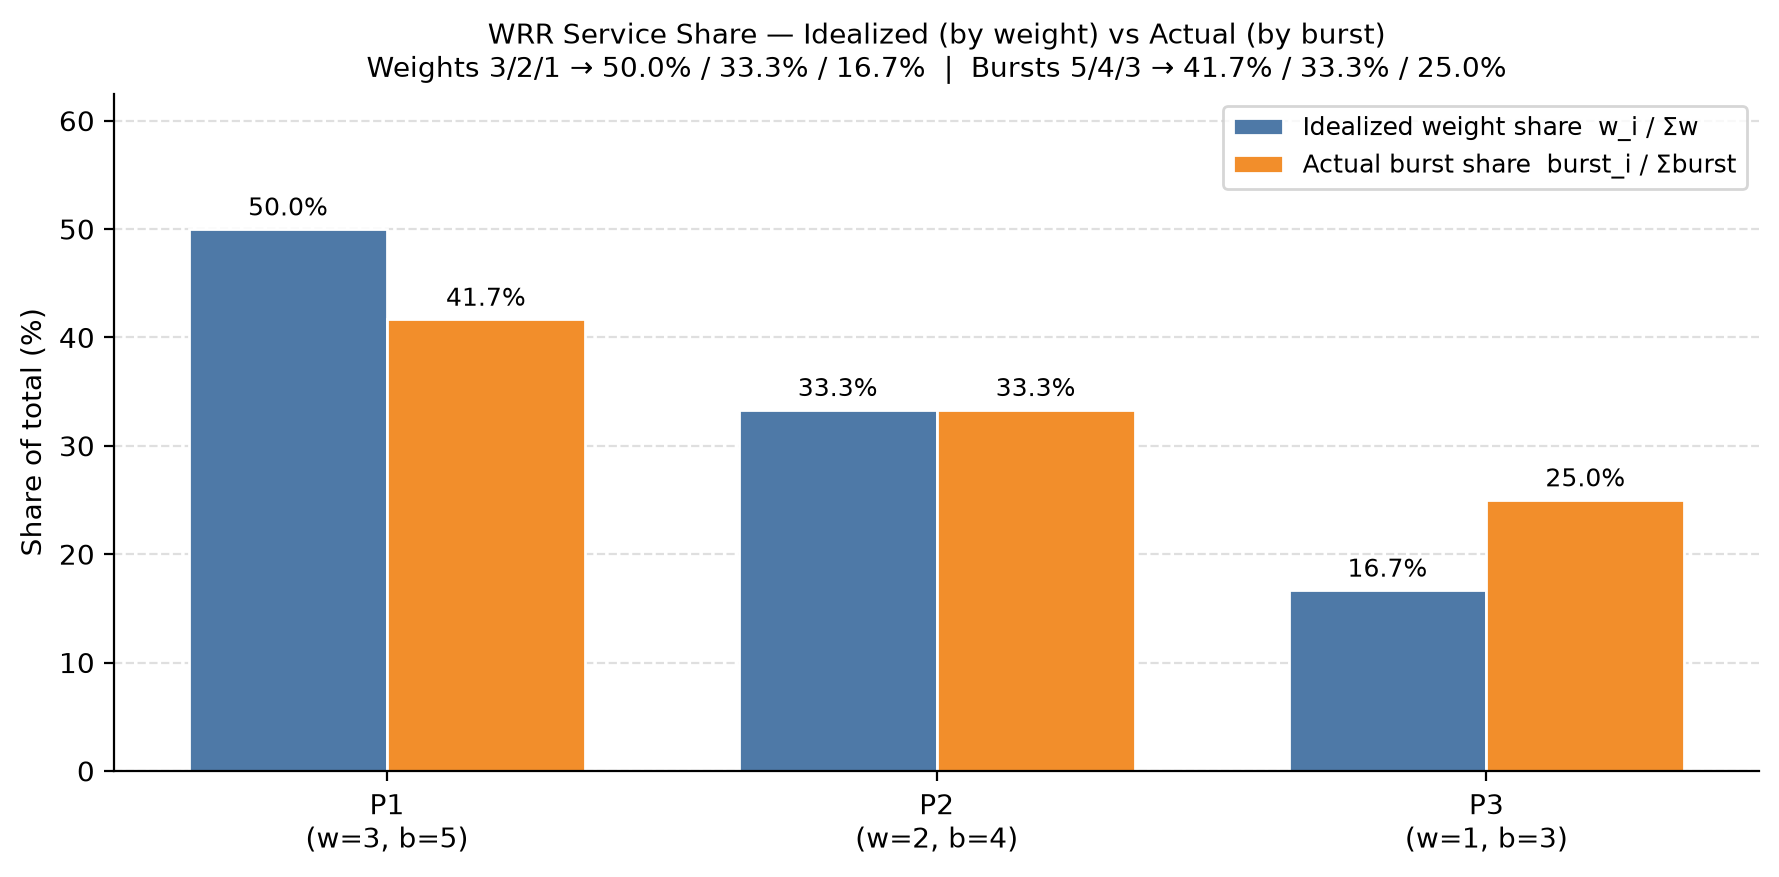 WRR Service Share — Idealized (by weight) vs Actual (by burst)
Weights 3/2/1 → 50.0% / 33.3% / 16.7%  |  Bursts 5/4/3 → 41.7% / 33.3% / 25.0%
Idealized weight share  w_i / Σw
Actual burst share  burst_i / Σburst
Share of total (%)
60
50
40
30
20
10
0
50.0%
41.7%
33.3%
33.3%
16.7%
25.0%
P1
(w=3, b=5)
P2
(w=2, b=4)
P3
(w=1, b=3)